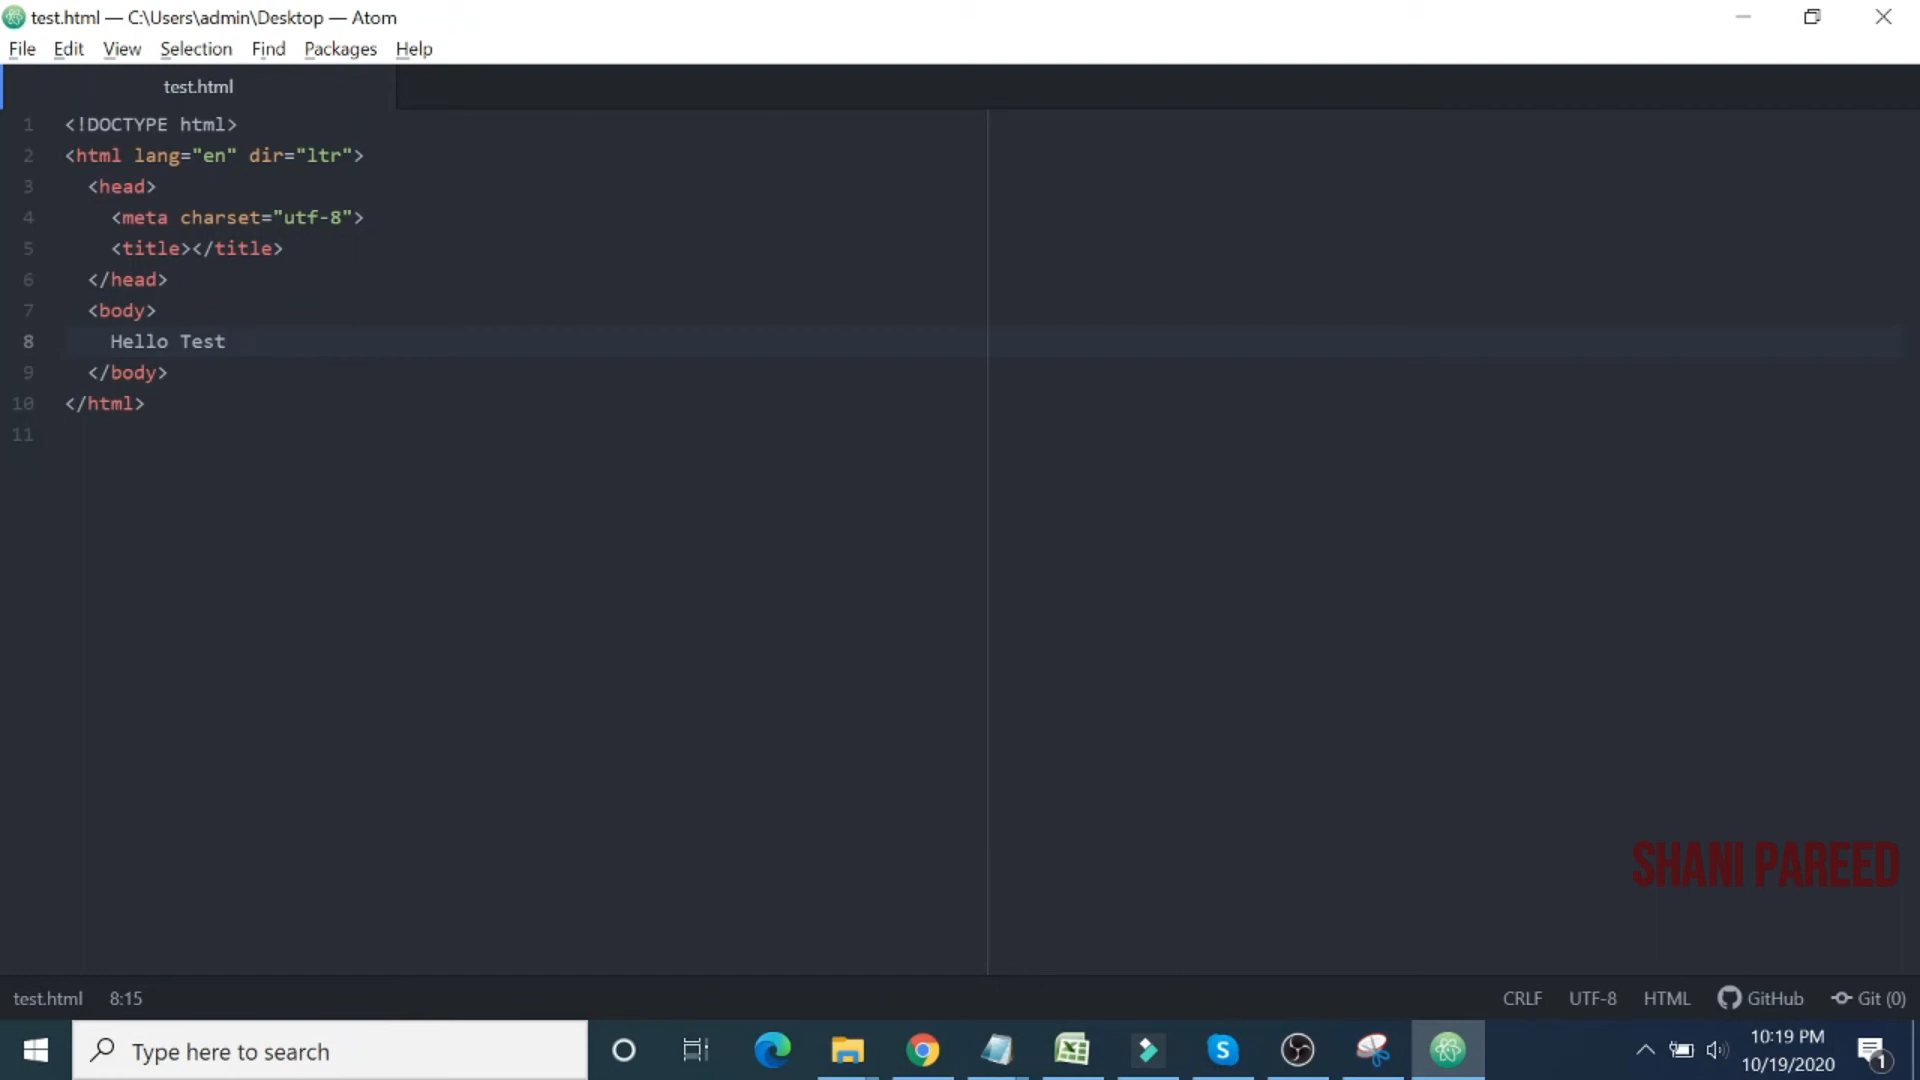 test.html — C:\Users\admin\Desktop — Atom
File Edit View Selection Find Packages Help
test.html
1 <!DOCTYPE html>
2 <html lang="en" dir="ltr">
3 <head>
4 <meta charset="utf-8">
5 <title></title>
6 </head>
7 <body>
8 Hello Test
9 </body>
10 </html>
11
SHANI PAREED
test.html 8:15 CRLF UTF-8 HTML GitHub Git (0)
Type here to search
10:19 PM
10/19/2020
1